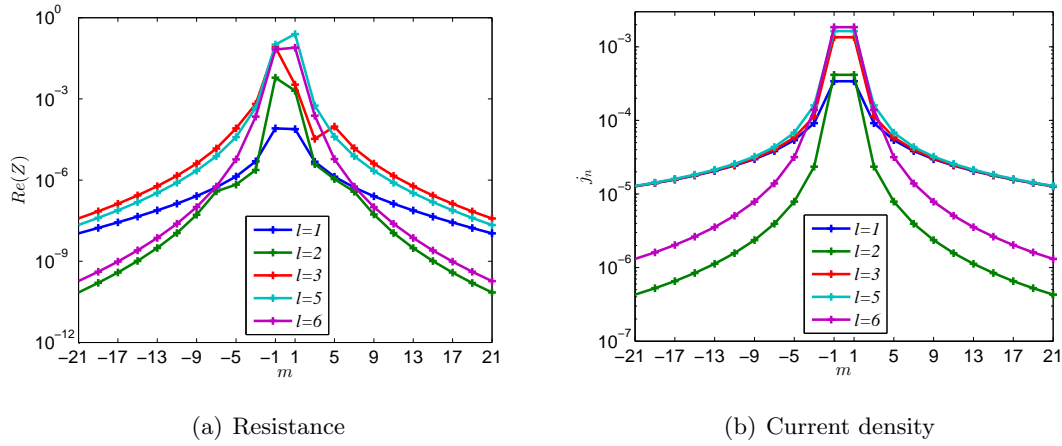 10^0
10^−3
10^−6
10^−9
10^−12
Re(Z)
l=1
l=2
l=3
l=5
l=6
−21 −17 −13 −9 −5 −1 1 5 9 13 17 21
m
(a) Resistance
10^−3
10^−4
10^−5
10^−6
10^−7
j_n
l=1
l=2
l=3
l=5
l=6
−21 −17 −13 −9 −5 −1 1 5 9 13 17 21
m
(b) Current density